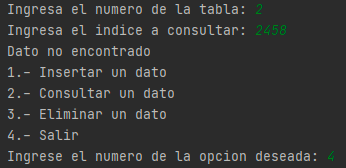 Ingresa el numero de la tabla: 2
Ingresa el indice a consultar: 2458
Dato no encontrado
1.- Insertar un dato
2.- Consultar un dato
3.- Eliminar un dato
4.- Salir
Ingrese el numero de la opcion deseada: 4